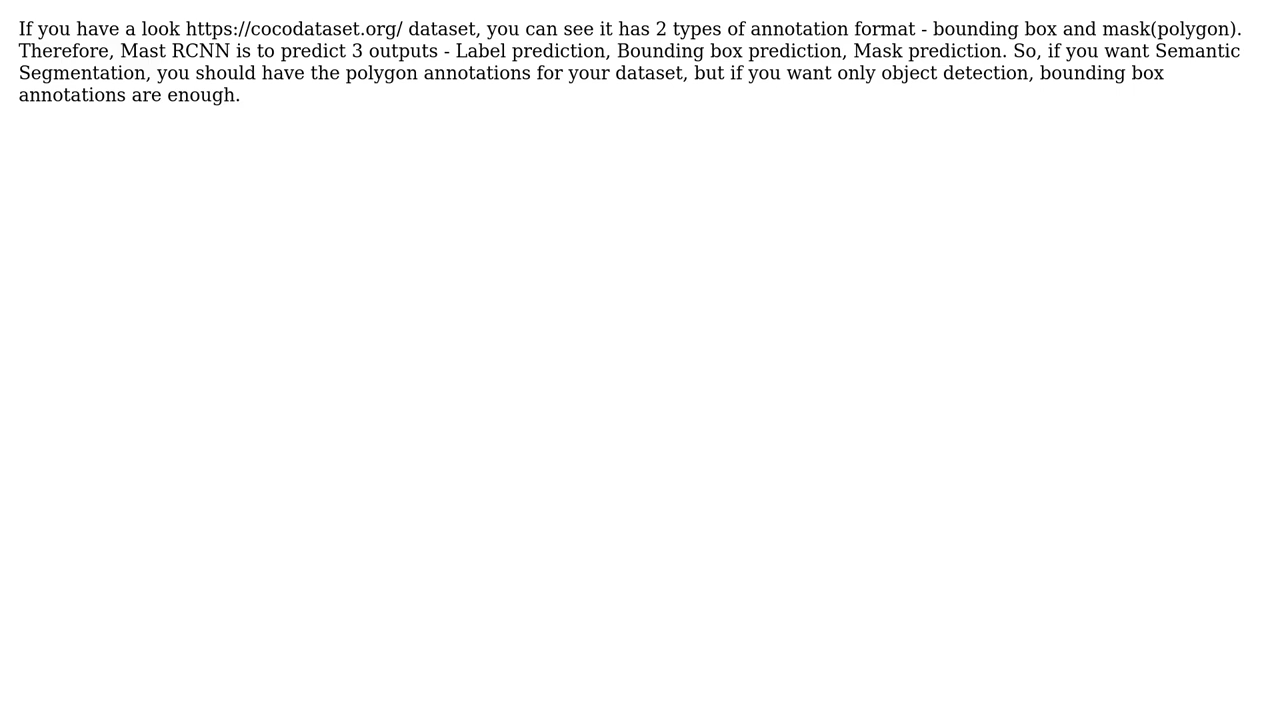 If you have a look https://cocodataset.org/ dataset, you can see it has 2 types of annotation format - bounding box and mask(polygon).
Therefore, Mast RCNN is to predict 3 outputs - Label prediction, Bounding box prediction, Mask prediction. So, if you want Semantic
Segmentation, you should have the polygon annotations for your dataset, but if you want only object detection, bounding box
annotations are enough.